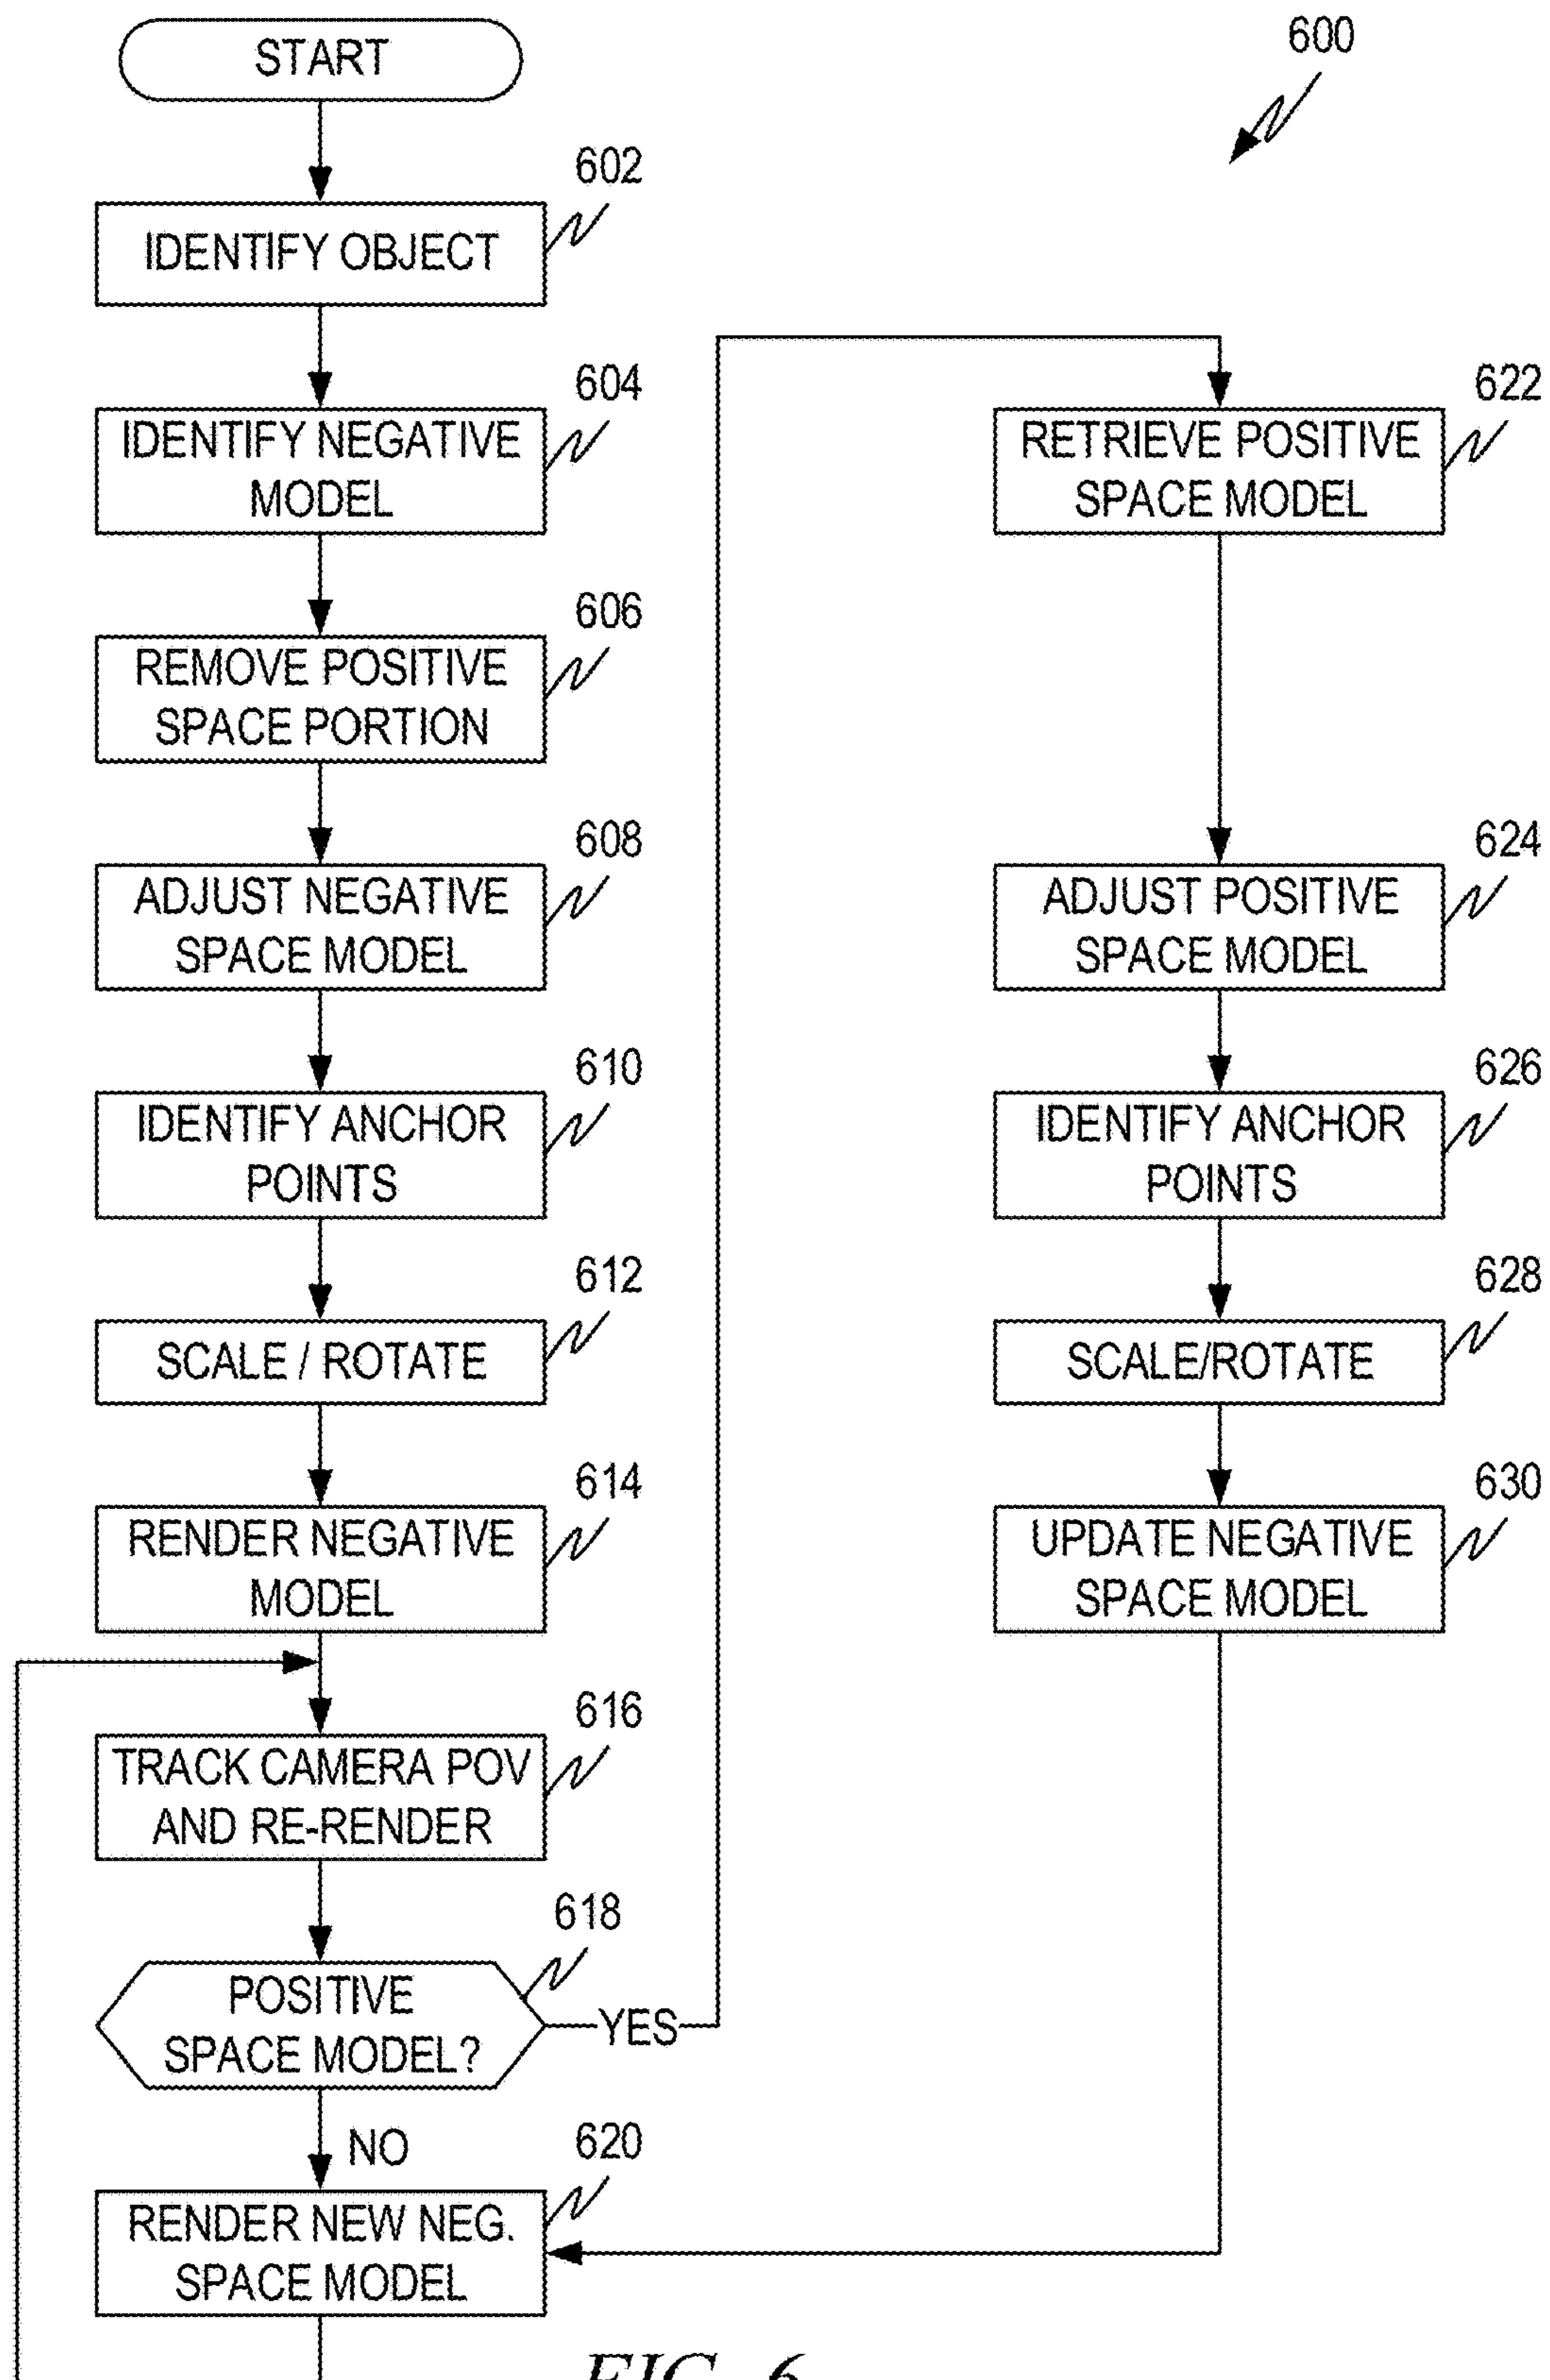 START
600
602
IDENTIFY OBJECT
604
IDENTIFY NEGATIVE
MODEL
606
REMOVE POSITIVE
SPACE PORTION
608
ADJUST NEGATIVE
SPACE MODEL
610
IDENTIFY ANCHOR
POINTS
612
SCALE / ROTATE
614
RENDER NEGATIVE
MODEL
616
TRACK CAMERA POV
AND RE-RENDER
618
POSITIVE
SPACE MODEL?
YES
NO
620
RENDER NEW NEG.
SPACE MODEL
622
RETRIEVE POSITIVE
SPACE MODEL
624
ADJUST POSITIVE
SPACE MODEL
626
IDENTIFY ANCHOR
POINTS
628
SCALE/ROTATE
630
UPDATE NEGATIVE
SPACE MODEL
FIG. 6